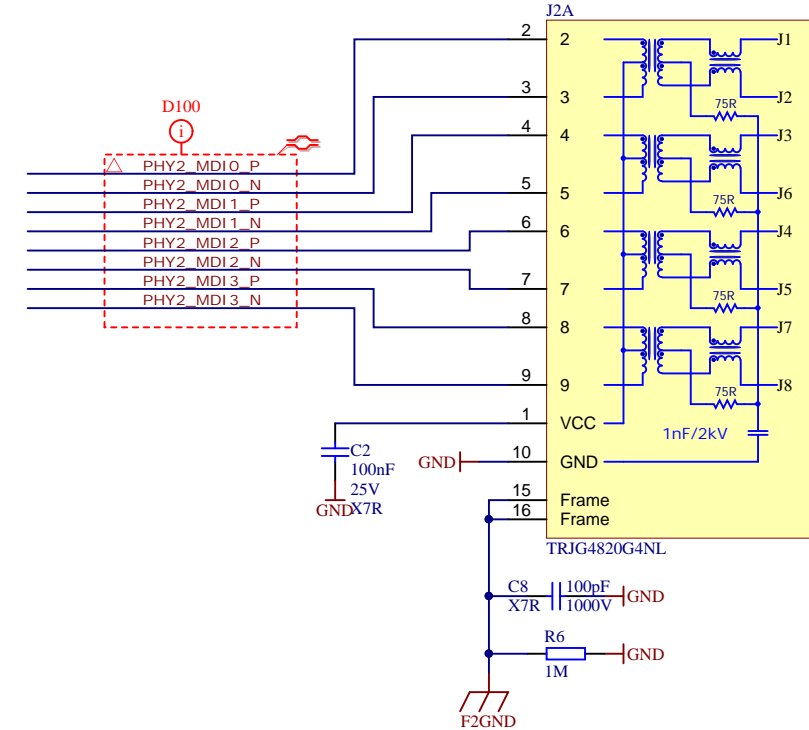 J2A
2 2 J1
3 3 J2
75R
4 4 J3
5 5 J6
75R
6 6 J4
7 7 J5
75R
8 8 J7
9 9 J8
75R
D100
i
PHY2_MDI0_P
PHY2_MDI0_N
PHY2_MDI1_P
PHY2_MDI1_N
PHY2_MDI2_P
PHY2_MDI2_N
PHY2_MDI3_P
PHY2_MDI3_N
1 VCC
1nF/2kV
GND 10 GND
C2
100nF
25V
X7R
GND
15 Frame
16 Frame
TRJG4820G4NL
C8 100pF
X7R 1000V
GND
R6
1M
GND
F2GND